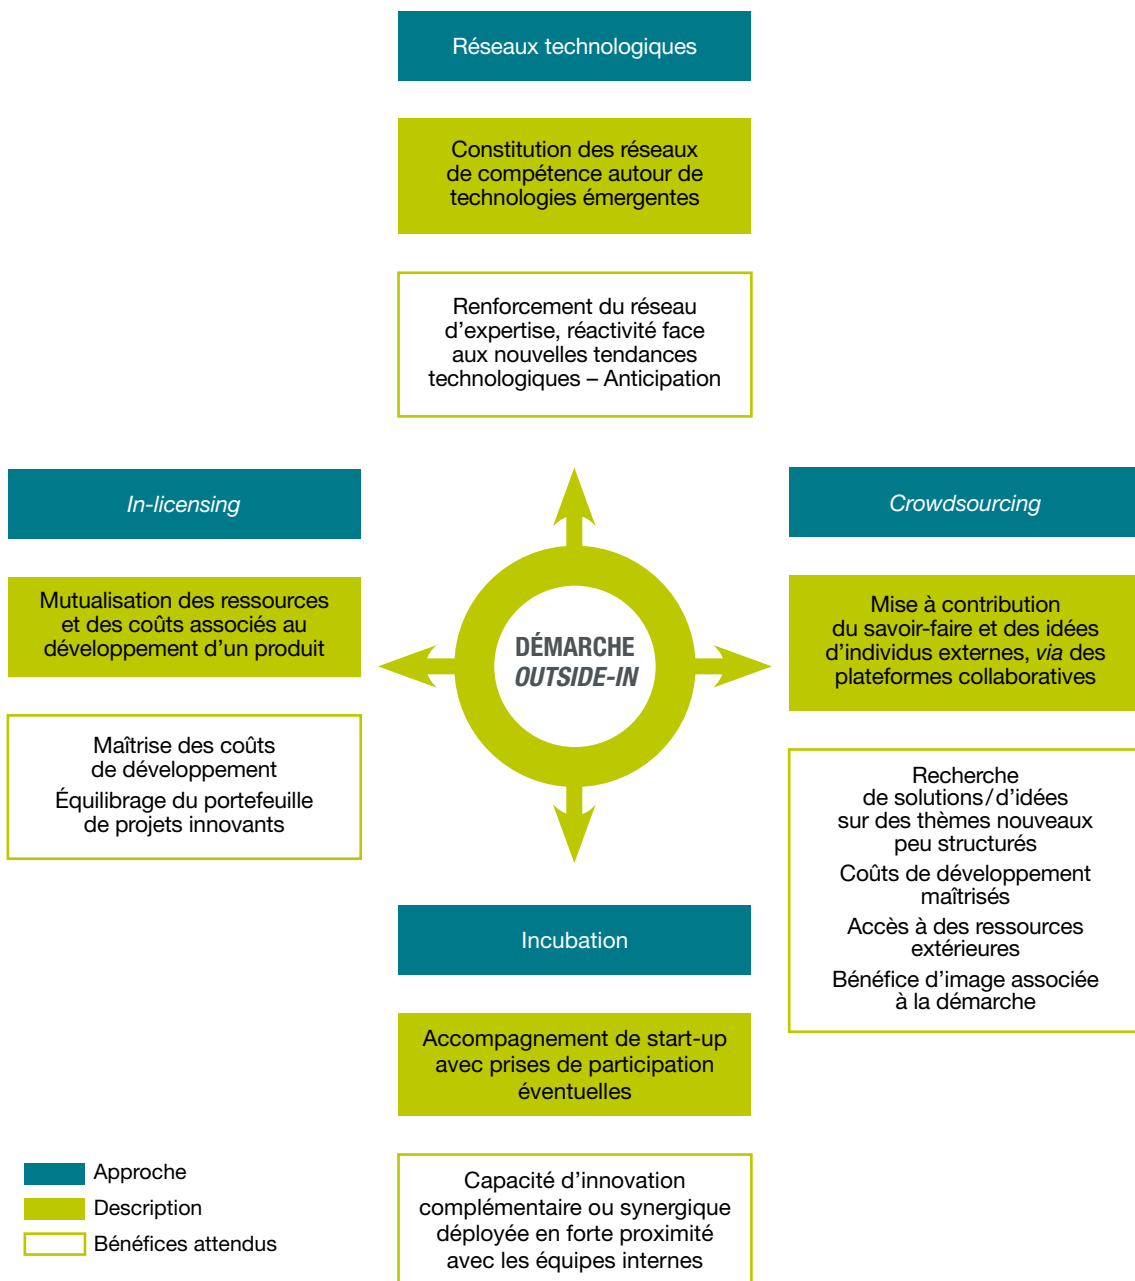 Réseaux technologiques
Constitution des réseaux
de compétence autour de
technologies émergentes
Renforcement du réseau
d’expertise, réactivité face
aux nouvelles tendances
technologiques – Anticipation
In-licensing
Mutualisation des ressources
et des coûts associés au
développement d’un produit
Maîtrise des coûts
de développement
Équilibrage du portefeuille
de projets innovants
DÉMARCHE
OUTSIDE-IN
Crowdsourcing
Mise à contribution
du savoir-faire et des idées
d’individus externes, via des
plateformes collaboratives
Recherche
de solutions/d’idées
sur des thèmes nouveaux
peu structurés
Coûts de développement
maîtrisés
Accès à des ressources
extérieures
Bénéfice d’image associée
à la démarche
Incubation
Accompagnement de start-up
avec prises de participation
éventuelles
Capacité d’innovation
complémentaire ou synergique
déployée en forte proximité
avec les équipes internes
Approche
Description
Bénéfices attendus